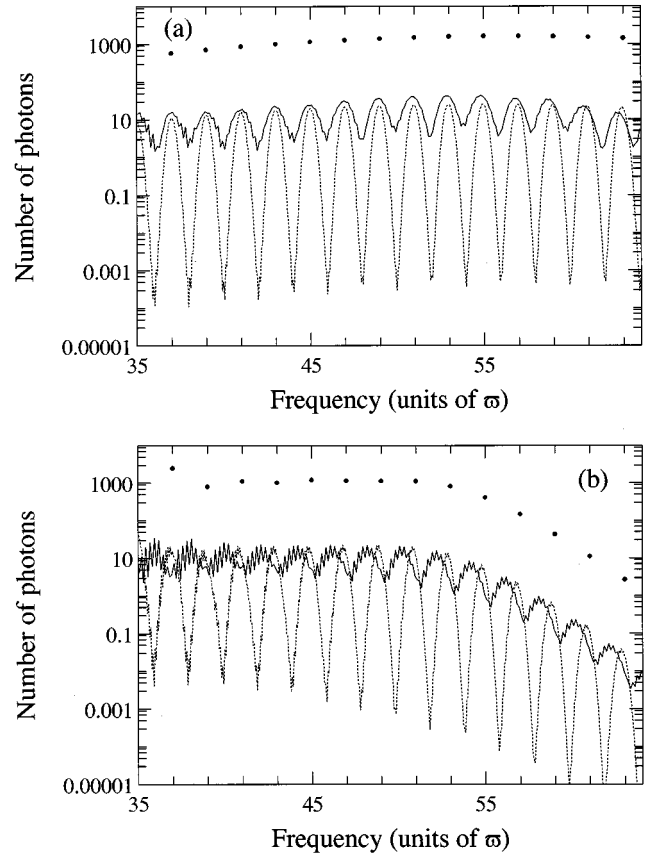 (a)
1000
10
0.1
0.001
0.00001
Number of photons
35
45
55
Frequency (units of ϖ)
(b)
1000
10
0.1
0.001
0.00001
Number of photons
35
45
55
Frequency (units of ϖ)